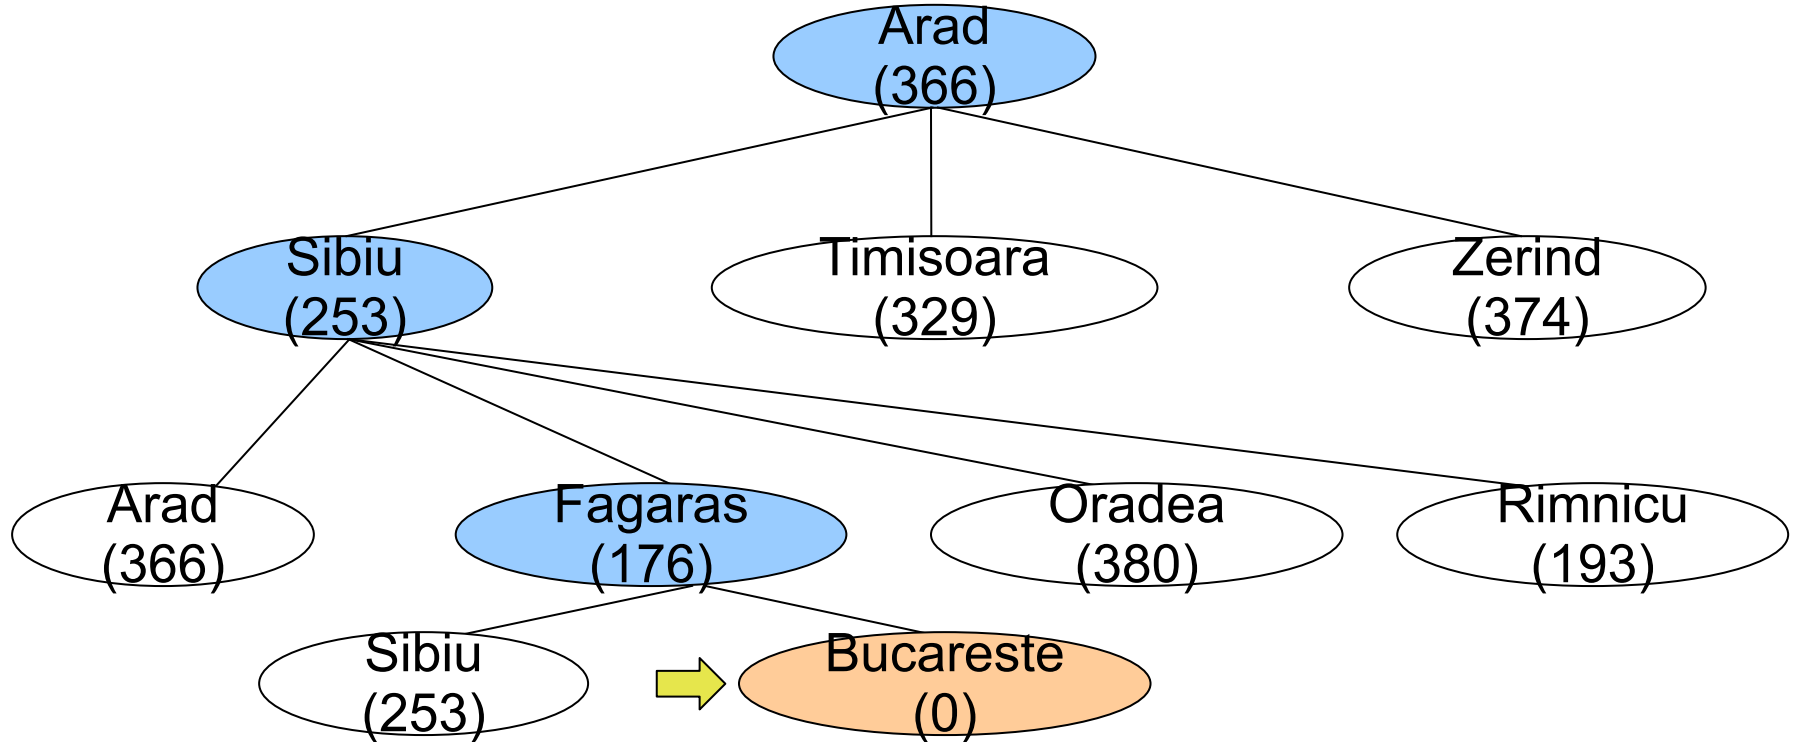 Arad
(366)
Sibiu
(253)
Timisoara
(329)
Zerind
(374)
Arad
(366)
Fagaras
(176)
Oradea
(380)
Rimnicu
(193)
Sibiu
(253)
Bucareste
(0)